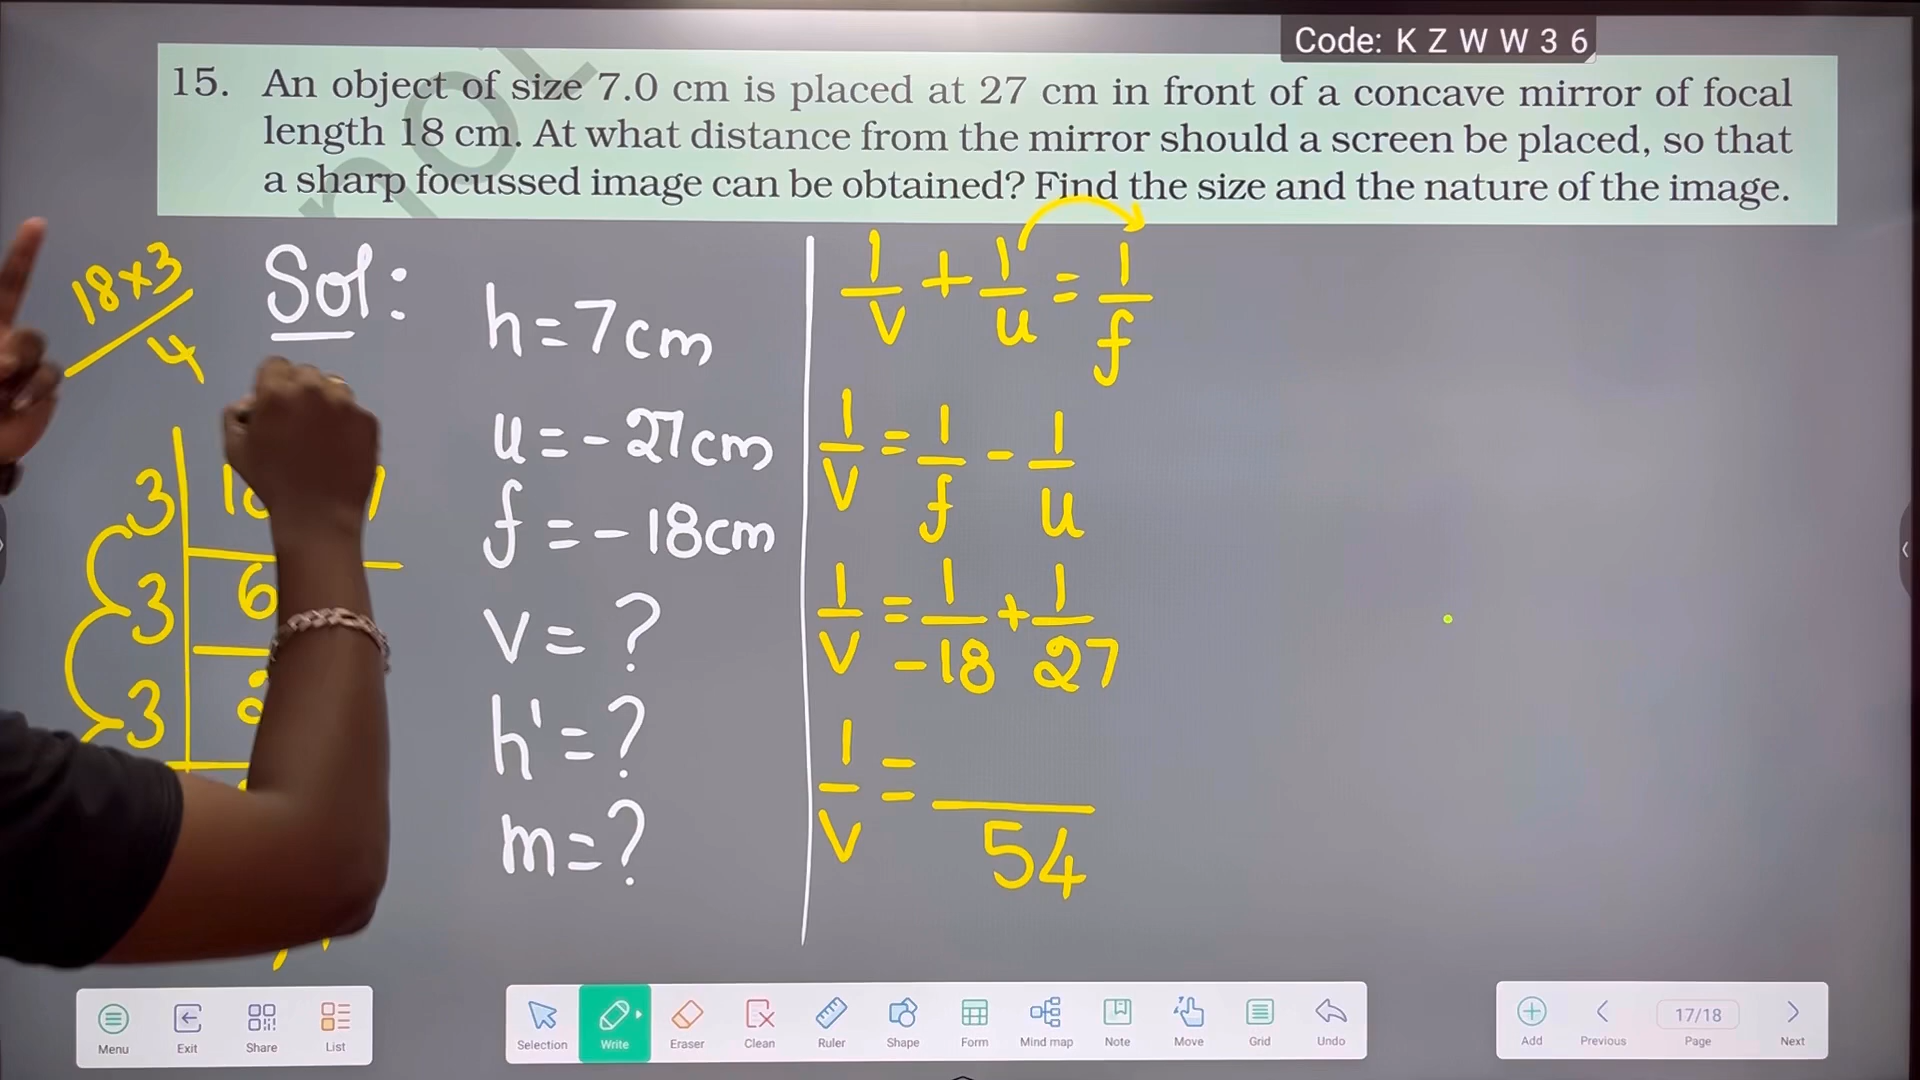 Code: K Z W W 3 6
15. An object of size 7.0 cm is placed at 27 cm in front of a concave mirror of focal
length 18 cm. At what distance from the mirror should a screen be placed, so that
a sharp focussed image can be obtained? Find the size and the nature of the image.
not
18×3
4
3
3 6
3
Sol:
h=7cm
u=-27cm
f=-18cm
v=?
h'=?
m=?
1/v + 1/u = 1/f
1/v = 1/f - 1/u
1/v = 1/-18 + 1/27
1/v = /54
Menu Exit Share List
Selection Write Eraser Clean Ruler Shape Form Mind map Note Move Grid Undo
Add Previous 17/18 Page Next